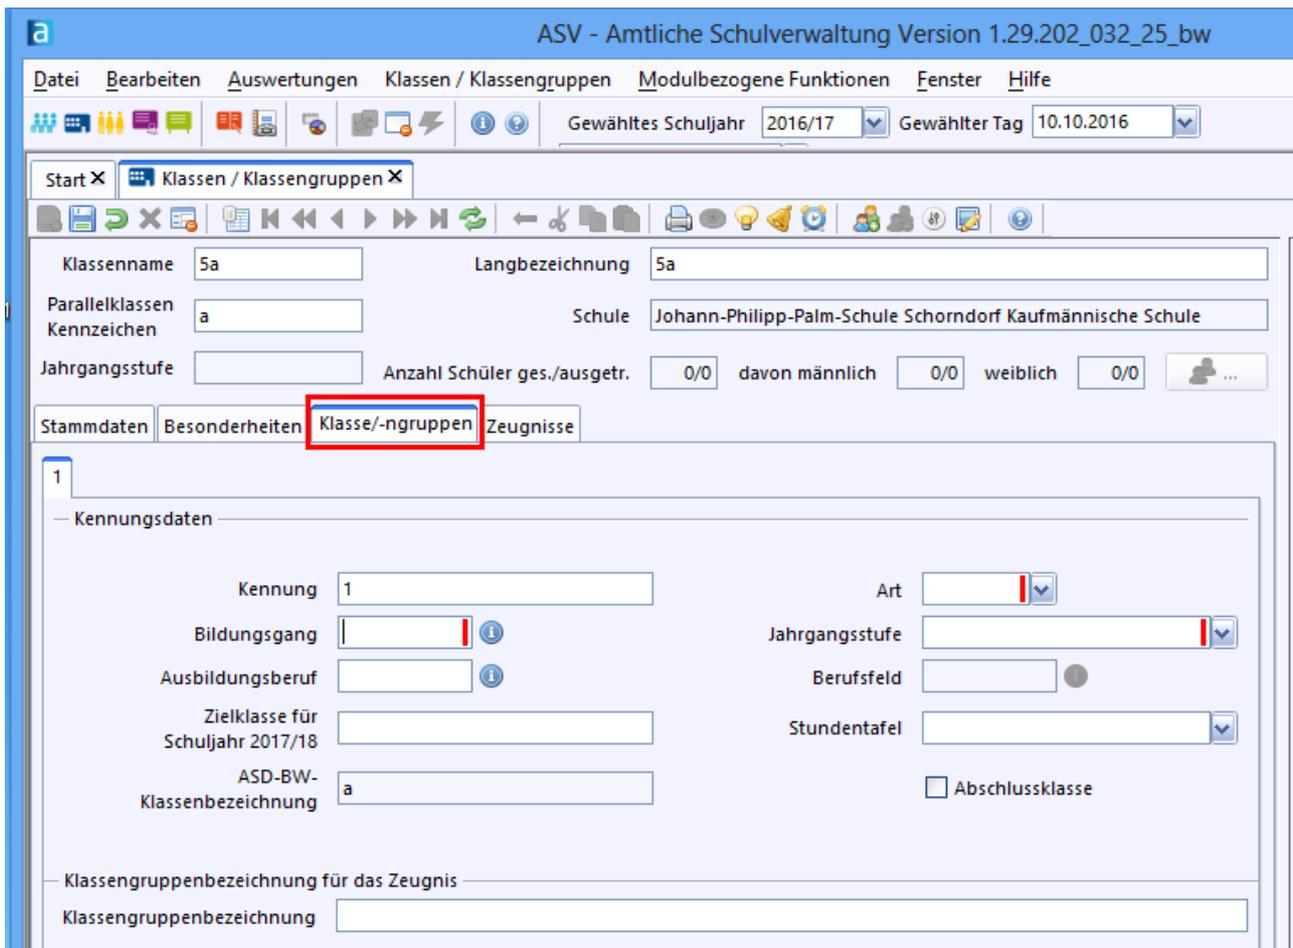 a
ASV - Amtliche Schulverwaltung Version 1.29.202_032_25_bw
Datei Bearbeiten Auswertungen Klassen / Klassengruppen Modulbezogene Funktionen Fenster Hilfe
Gewähltes Schuljahr 2016/17 Gewählter Tag 10.10.2016
Start X Klassen / Klassengruppen X
Klassenname 5a Langbezeichnung 5a
Parallelklassen
Kennzeichen a Schule Johann-Philipp-Palm-Schule Schorndorf Kaufmännische Schule
Jahrgangsstufe Anzahl Schüler ges./ausgetr. 0/0 davon männlich 0/0 weiblich 0/0 ...
Stammdaten Besonderheiten Klasse/-ngruppen Zeugnisse
1
Kennungsdaten
Kennung 1 Art
Bildungsgang Jahrgangsstufe
Ausbildungsberuf Berufsfeld
Zielklasse für
Schuljahr 2017/18 Stundentafel
ASD-BW-
Klassenbezeichnung a Abschlussklasse
Klassengruppenbezeichnung für das Zeugnis
Klassengruppenbezeichnung